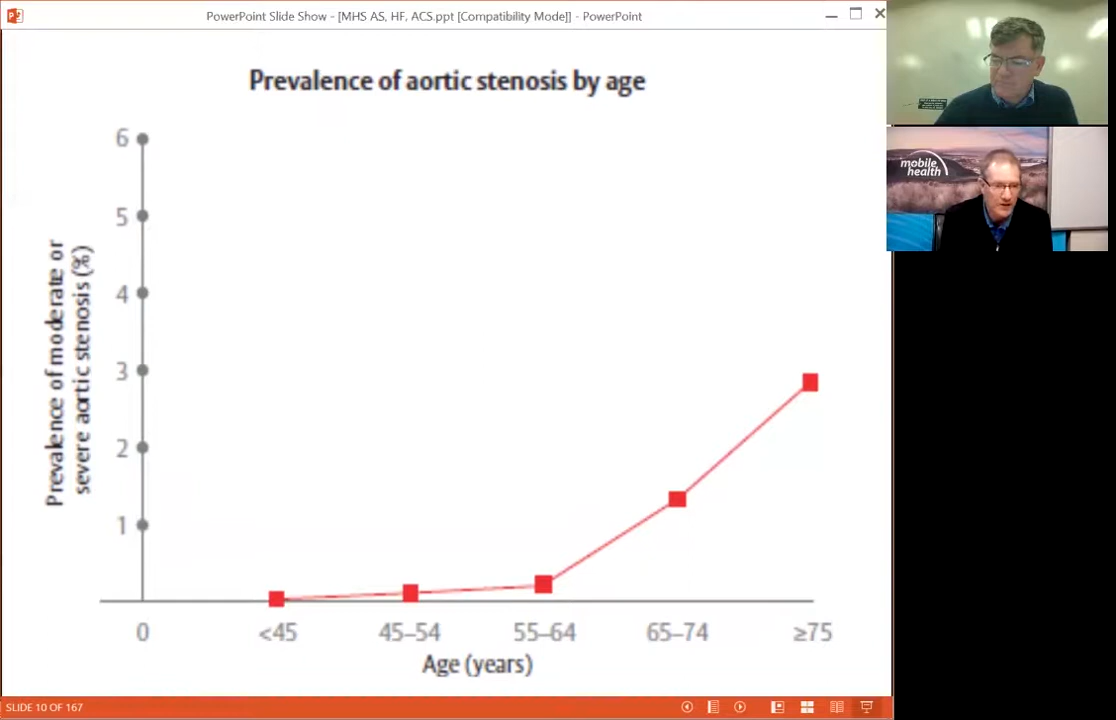 PowerPoint Slide Show - [MHS AS, HF, ACS.ppt [Compatibility Mode]] - PowerPoint
Prevalence of aortic stenosis by age
Prevalence of moderate or
severe aortic stenosis (%)
6
5
4
3
2
1
0
<45
45–54
55–64
65–74
≥75
Age (years)
SLIDE 10 OF 167
mobile
health